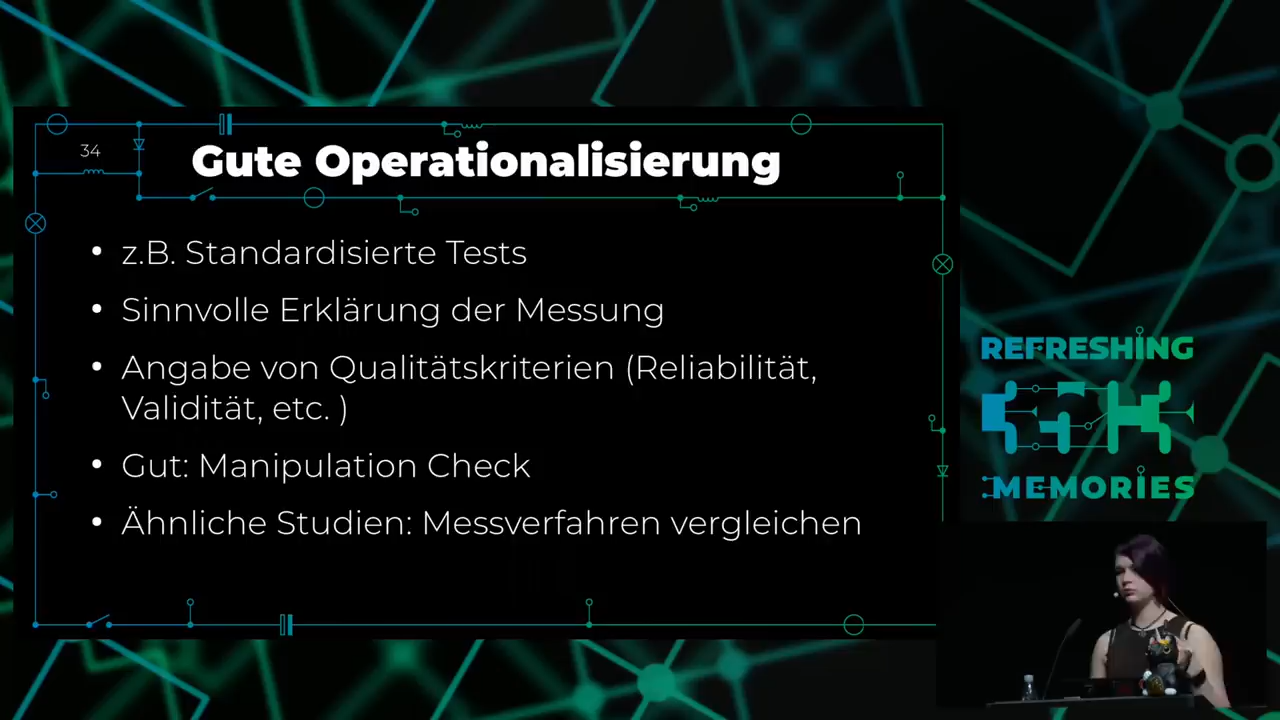 34
Gute Operationalisierung
• z.B. Standardisierte Tests
• Sinnvolle Erklärung der Messung
• Angabe von Qualitätskriterien (Reliabilität,
Validität, etc. )
• Gut: Manipulation Check
• Ähnliche Studien: Messverfahren vergleichen
REFRESHING
MEMORIES